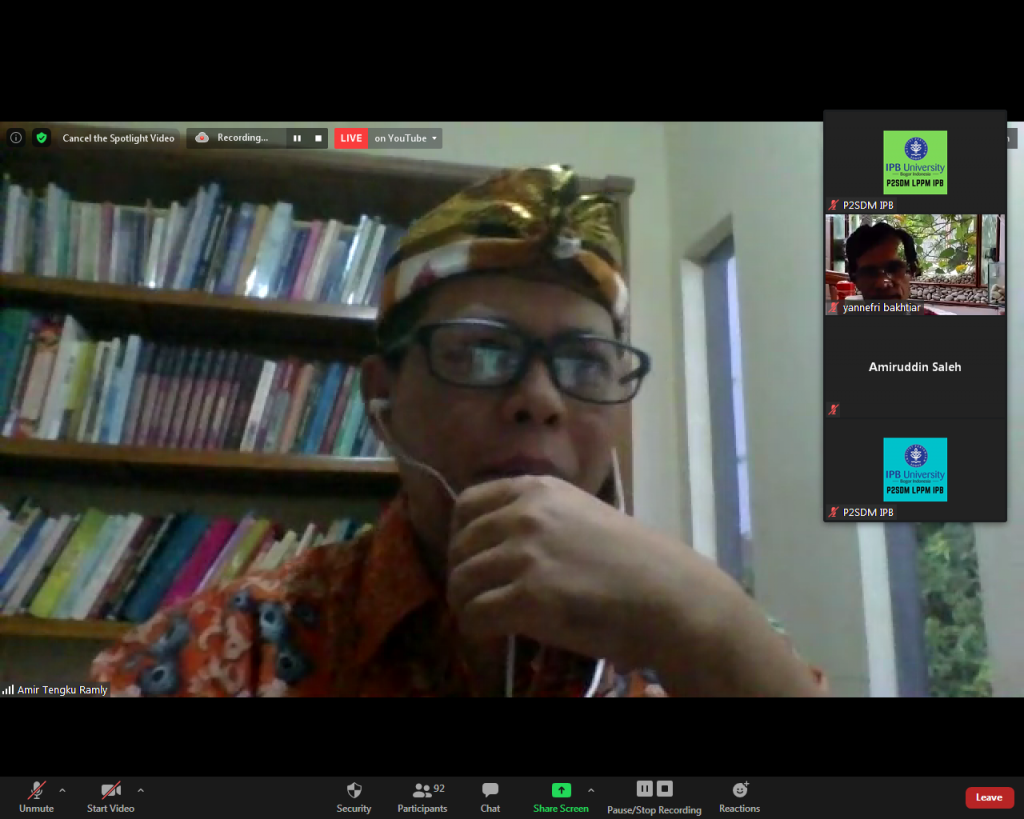 Cancel the Spotlight Video
Recording...
LIVE on YouTube
IPB University
Bogor Indonesia
P2SDM LPPM IPB
P2SDM IPB
yannefri bakhtiar
Amiruddin Saleh
IPB University
Bogor Indonesia
P2SDM LPPM IPB
P2SDM IPB
Amir Tengku Ramly
Unmute
Start Video
Security
Participants
92
Chat
Share Screen
Pause/Stop Recording
Reactions
Leave